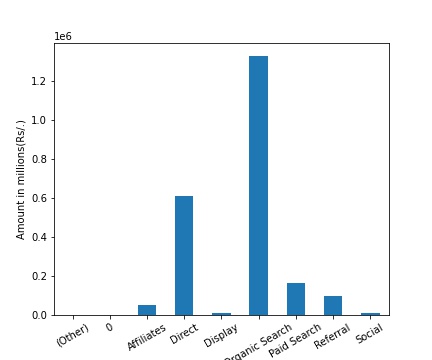 1e6
Amount in millions(Rs/.)
1.2
1.0
0.8
0.6
0.4
0.2
0.0
(Other)
0
Affiliates
Direct
Display
Organic Search
Paid Search
Referral
Social